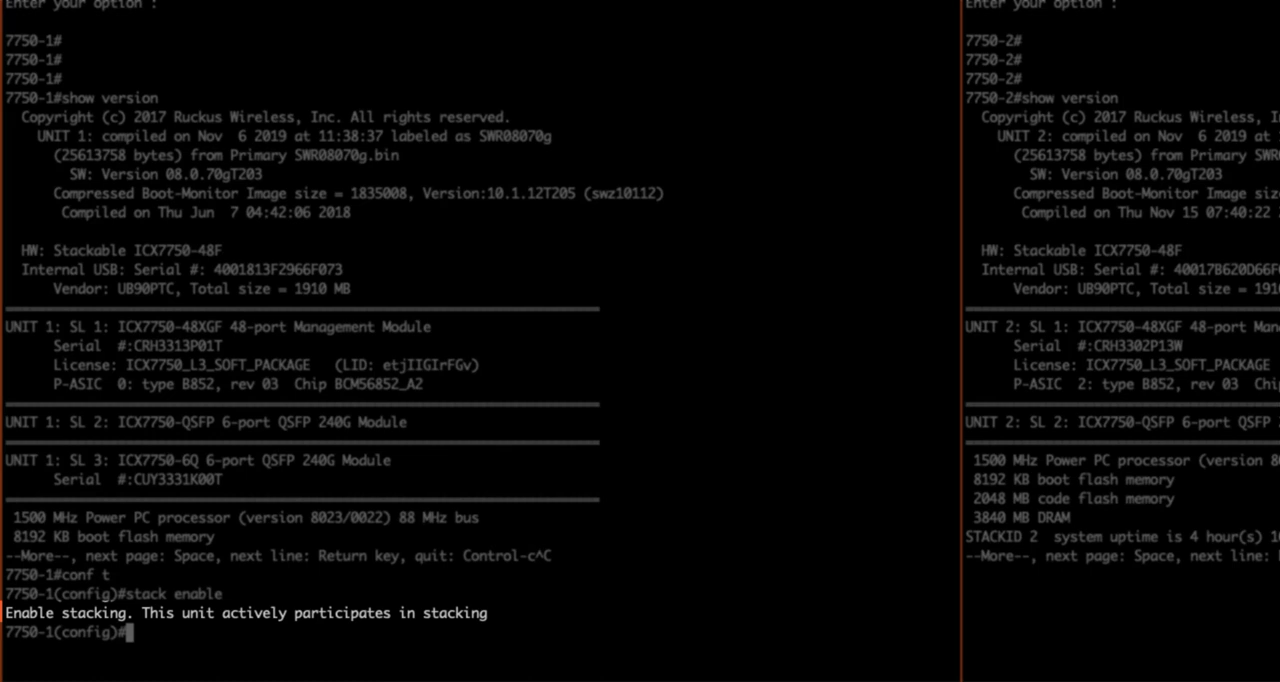 Enter your option :
7750-1#
7750-1#
7750-1#
7750-1#show version
Copyright (c) 2017 Ruckus Wireless, Inc. All rights reserved.
UNIT 1: compiled on Nov  6 2019 at 11:38:37 labeled as SWR08070g
(25613758 bytes) from Primary SWR08070g.bin
SW: Version 08.0.70gT203
Compressed Boot-Monitor Image size = 1835008, Version:10.1.12T205 (swz10112)
Compiled on Thu Jun  7 04:42:06 2018
HW: Stackable ICX7750-48F
Internal USB: Serial #: 4001813F2966F073
Vendor: UB90PTC, Total size = 1910 MB
UNIT 1: SL 1: ICX7750-48XGF 48-port Management Module
Serial  #:CRH3313P01T
License: ICX7750_L3_SOFT_PACKAGE   (LID: etjIIGIrFGv)
P-ASIC  0: type B852, rev 03  Chip BCM56852_A2
UNIT 1: SL 2: ICX7750-QSFP 6-port QSFP 240G Module
UNIT 1: SL 3: ICX7750-6Q 6-port QSFP 240G Module
Serial  #:CUY3331K00T
1500 MHz Power PC processor (version 8023/0022) 88 MHz bus
8192 KB boot flash memory
--More--, next page: Space, next line: Return key, quit: Control-c^C
7750-1#conf t
7750-1(config)#stack enable
Enable stacking. This unit actively participates in stacking
7750-1(config)#
Enter your option :
7750-2#
7750-2#
7750-2#
7750-2#show version
Copyright (c) 2017 Ruckus Wireless, I
UNIT 2: compiled on Nov  6 2019 at
(25613758 bytes) from Primary SWR
SW: Version 08.0.70gT203
Compressed Boot-Monitor Image siz
Compiled on Thu Nov 15 07:40:22
HW: Stackable ICX7750-48F
Internal USB: Serial #: 40017B620D66F
Vendor: UB90PTC, Total size = 191
UNIT 2: SL 1: ICX7750-48XGF 48-port Man
Serial  #:CRH3302P13W
License: ICX7750_L3_SOFT_PACKAGE
P-ASIC  2: type B852, rev 03  Chi
UNIT 2: SL 2: ICX7750-QSFP 6-port QSFP
1500 MHz Power PC processor (version 8
8192 KB boot flash memory
2048 MB code flash memory
3840 MB DRAM
STACKID 2  system uptime is 4 hour(s) 1
--More--, next page: Space, next line: